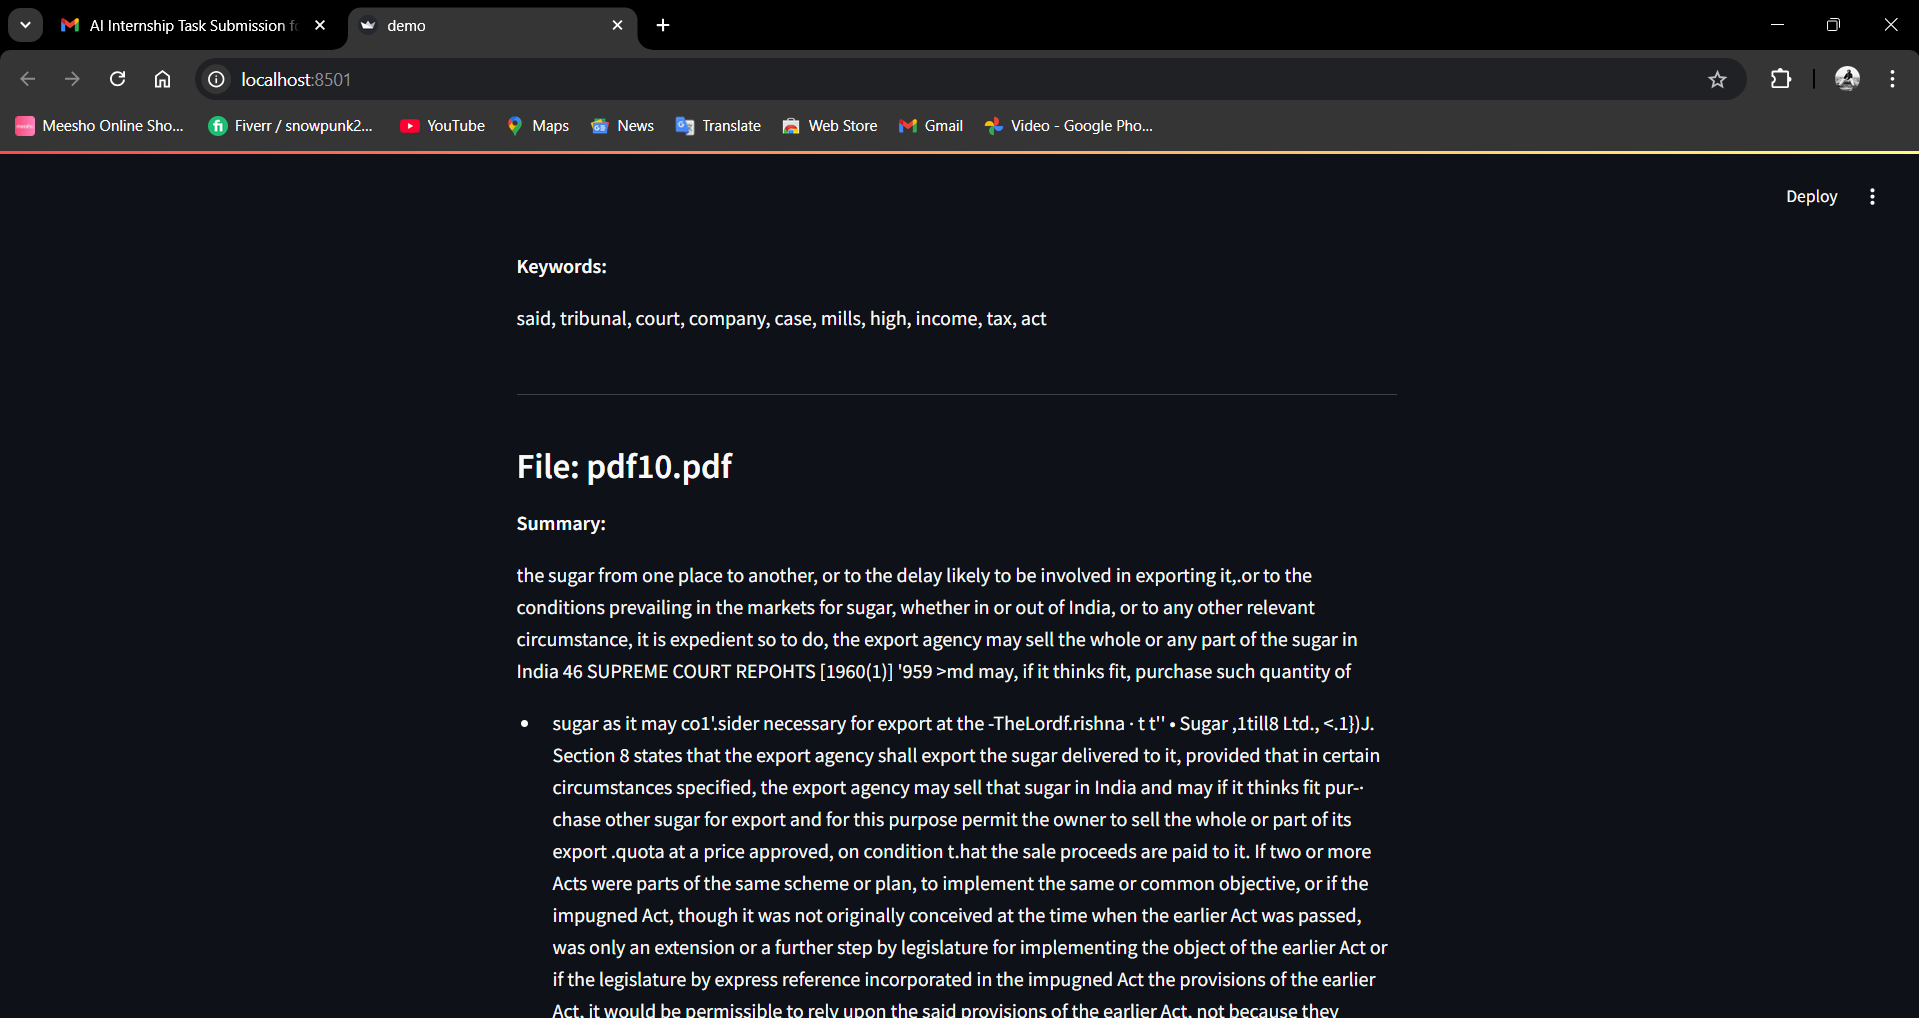 AI Internship Task Submission fo
demo
localhost:8501
Meesho Online Sho...
Fiverr / snowpunk2...
YouTube
Maps
News
Translate
Web Store
Gmail
Video - Google Pho...
Deploy
Keywords:
said, tribunal, court, company, case, mills, high, income, tax, act
File: pdf10.pdf
Summary:
the sugar from one place to another, or to the delay likely to be involved in exporting it,.or to the
conditions prevailing in the markets for sugar, whether in or out of India, or to any other relevant
circumstance, it is expedient so to do, the export agency may sell the whole or any part of the sugar in
India 46 SUPREME COURT REPOHTS [1960(1)] '959 >md may, if it thinks fit, purchase such quantity of
• sugar as it may co1'.sider necessary for export at the -TheLordf.rishna · t t'' • Sugar ,1till8 Ltd., <.1})J.
Section 8 states that the export agency shall export the sugar delivered to it, provided that in certain
circumstances specified, the export agency may sell that sugar in India and may if it thinks fit pur-·
chase other sugar for export and for this purpose permit the owner to sell the whole or part of its
export .quota at a price approved, on condition t.hat the sale proceeds are paid to it. If two or more
Acts were parts of the same scheme or plan, to implement the same or common objective, or if the
impugned Act, though it was not originally conceived at the time when the earlier Act was passed,
was only an extension or a further step by legislature for implementing the object of the earlier Act or
if the legislature by express reference incorporated in the impugned Act the provisions of the earlier
Act, it would be permissible to rely upon the said provisions of the earlier Act, not because they